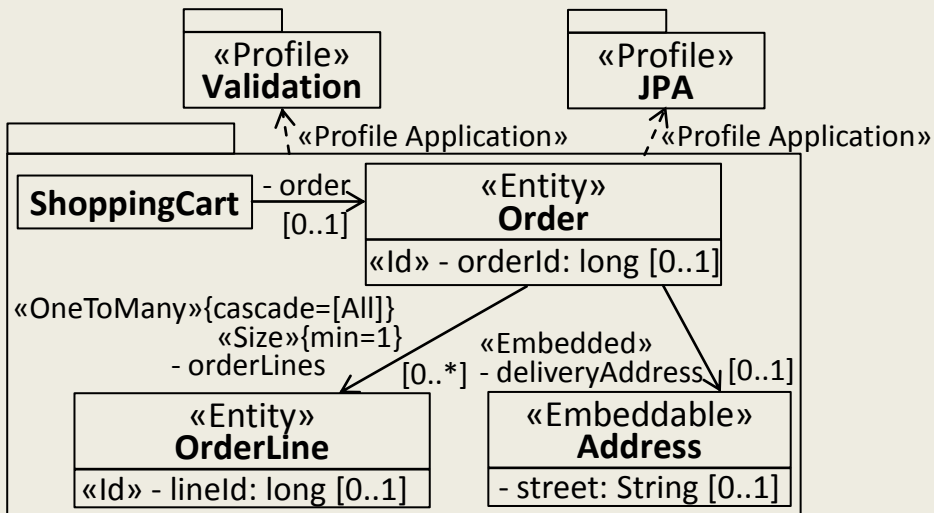 «Profile»
Validation
«Profile»
JPA
«Profile Application»
«Profile Application»
ShoppingCart
- order
[0..1]
«Entity»
Order
«Id» - orderId: long [0..1]
«OneToMany»{cascade=[All]}
«Size»{min=1}
- orderLines
[0..*]
«Embedded»
- deliveryAddress
[0..1]
«Entity»
OrderLine
«Id» - lineId: long [0..1]
«Embeddable»
Address
- street: String [0..1]